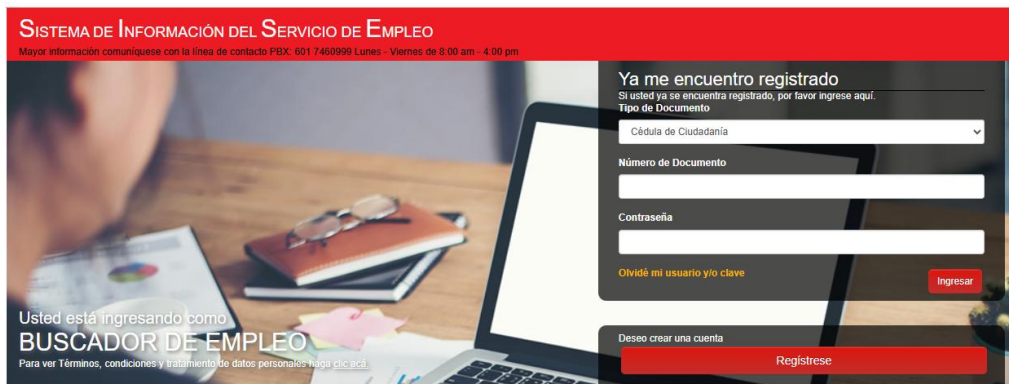 SISTEMA DE INFORMACIÓN DEL SERVICIO DE EMPLEO
Mayor información comuníquese con la línea de contacto PBX: 601 7460999 Lunes - Viernes de 8:00 am - 4:00 pm
Ya me encuentro registrado
Si usted ya se encuentra registrado, por favor ingrese aquí.
Tipo de Documento
Cédula de Ciudadanía
Número de Documento
Contraseña
Olvidé mi usuario y/o clave
Ingresar
Usted está ingresando como
BUSCADOR DE EMPLEO
Para ver Términos, condiciones y tratamiento de datos personales haga clic acá.
Deseo crear una cuenta
Regístrese